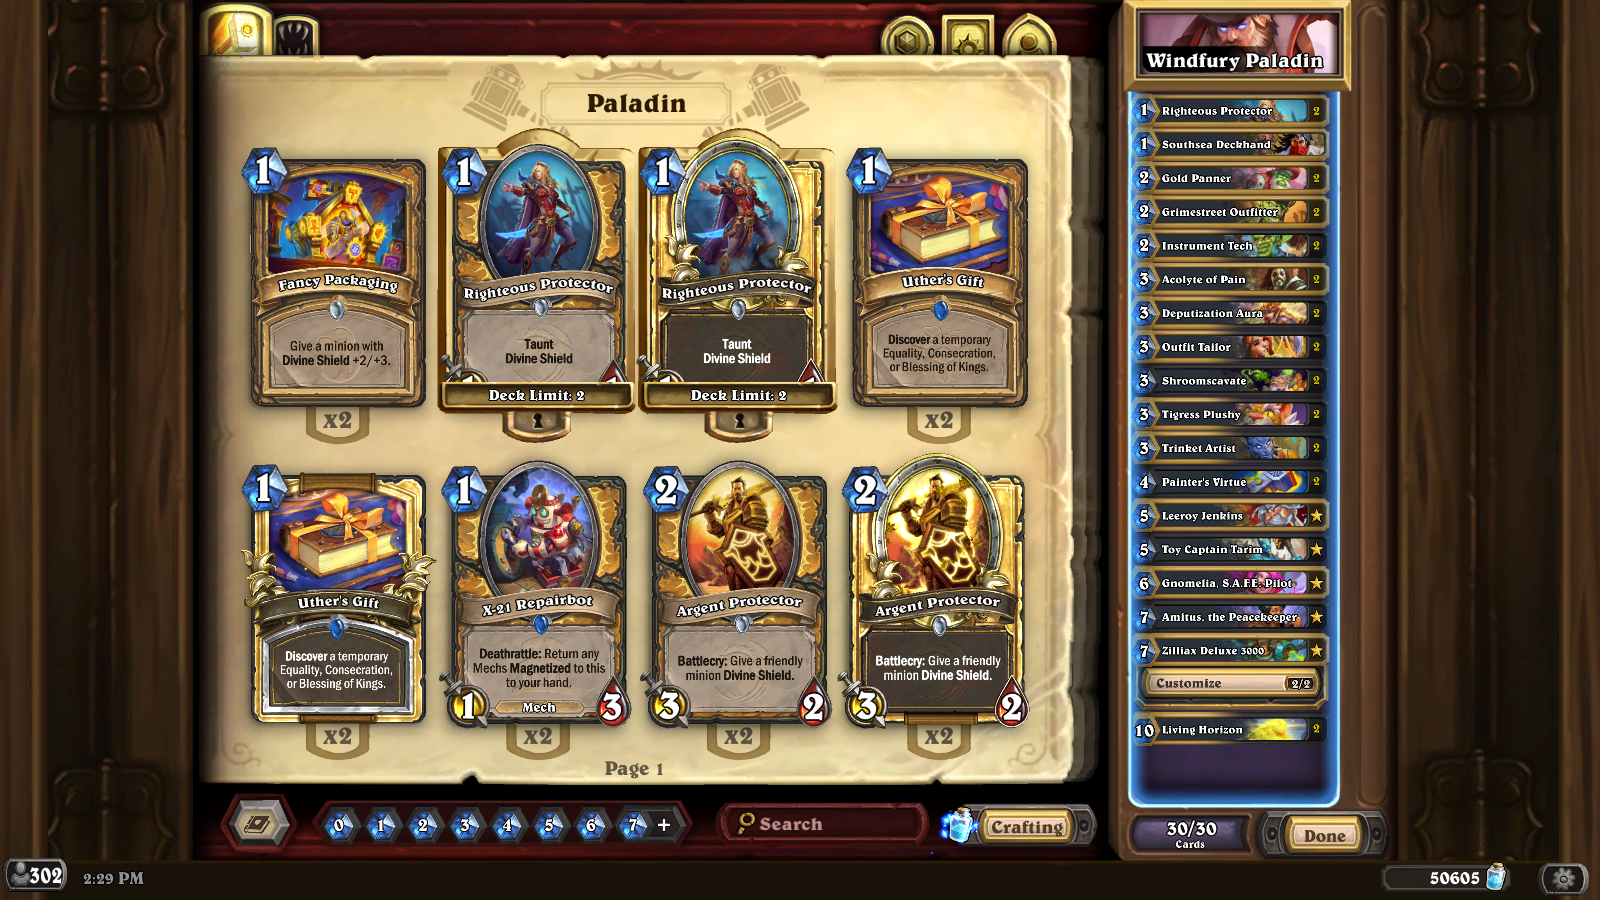 Paladin
1
Fancy Packaging
Give a minion with
Divine Shield +2/+3.
x2
1
Righteous Protector
Taunt
Divine Shield
Deck Limit: 2
1
Righteous Protector
Taunt
Divine Shield
Deck Limit: 2
1
Uther's Gift
Discover a temporary
Equality, Consecration,
or Blessing of Kings.
x2
1
Uther's Gift
Discover a temporary
Equality, Consecration,
or Blessing of Kings.
x2
1
X-21 Repairbot
Deathrattle: Return any
Mechs Magnetized to this
to your hand.
1 Mech 3
x2
2
Argent Protector
Battlecry: Give a friendly
minion Divine Shield.
3 2
x2
2
Argent Protector
Battlecry: Give a friendly
minion Divine Shield.
3 2
x2
Page 1
0 1 2 3 4 5 6 7 +
Search
Crafting
Windfury Paladin
1 Righteous Protector 2
1 Southsea Deckhand 2
2 Gold Panner 2
2 Grimestreet Outfitter 2
2 Instrument Tech 2
3 Acolyte of Pain 2
3 Deputization Aura 2
3 Outfit Tailor 2
3 Shroomscavate 2
3 Tigress Plushy 2
3 Trinket Artist 2
4 Painter's Virtue 2
5 Leeroy Jenkins
5 Toy Captain Tarim
6 Gnomelia, S.A.F.E. Pilot
7 Amitus, the Peacekeeper
7 Zilliax Deluxe 3000
Customize 2/2
10 Living Horizon 2
30/30
Cards
Done
302
2:29 PM
50605